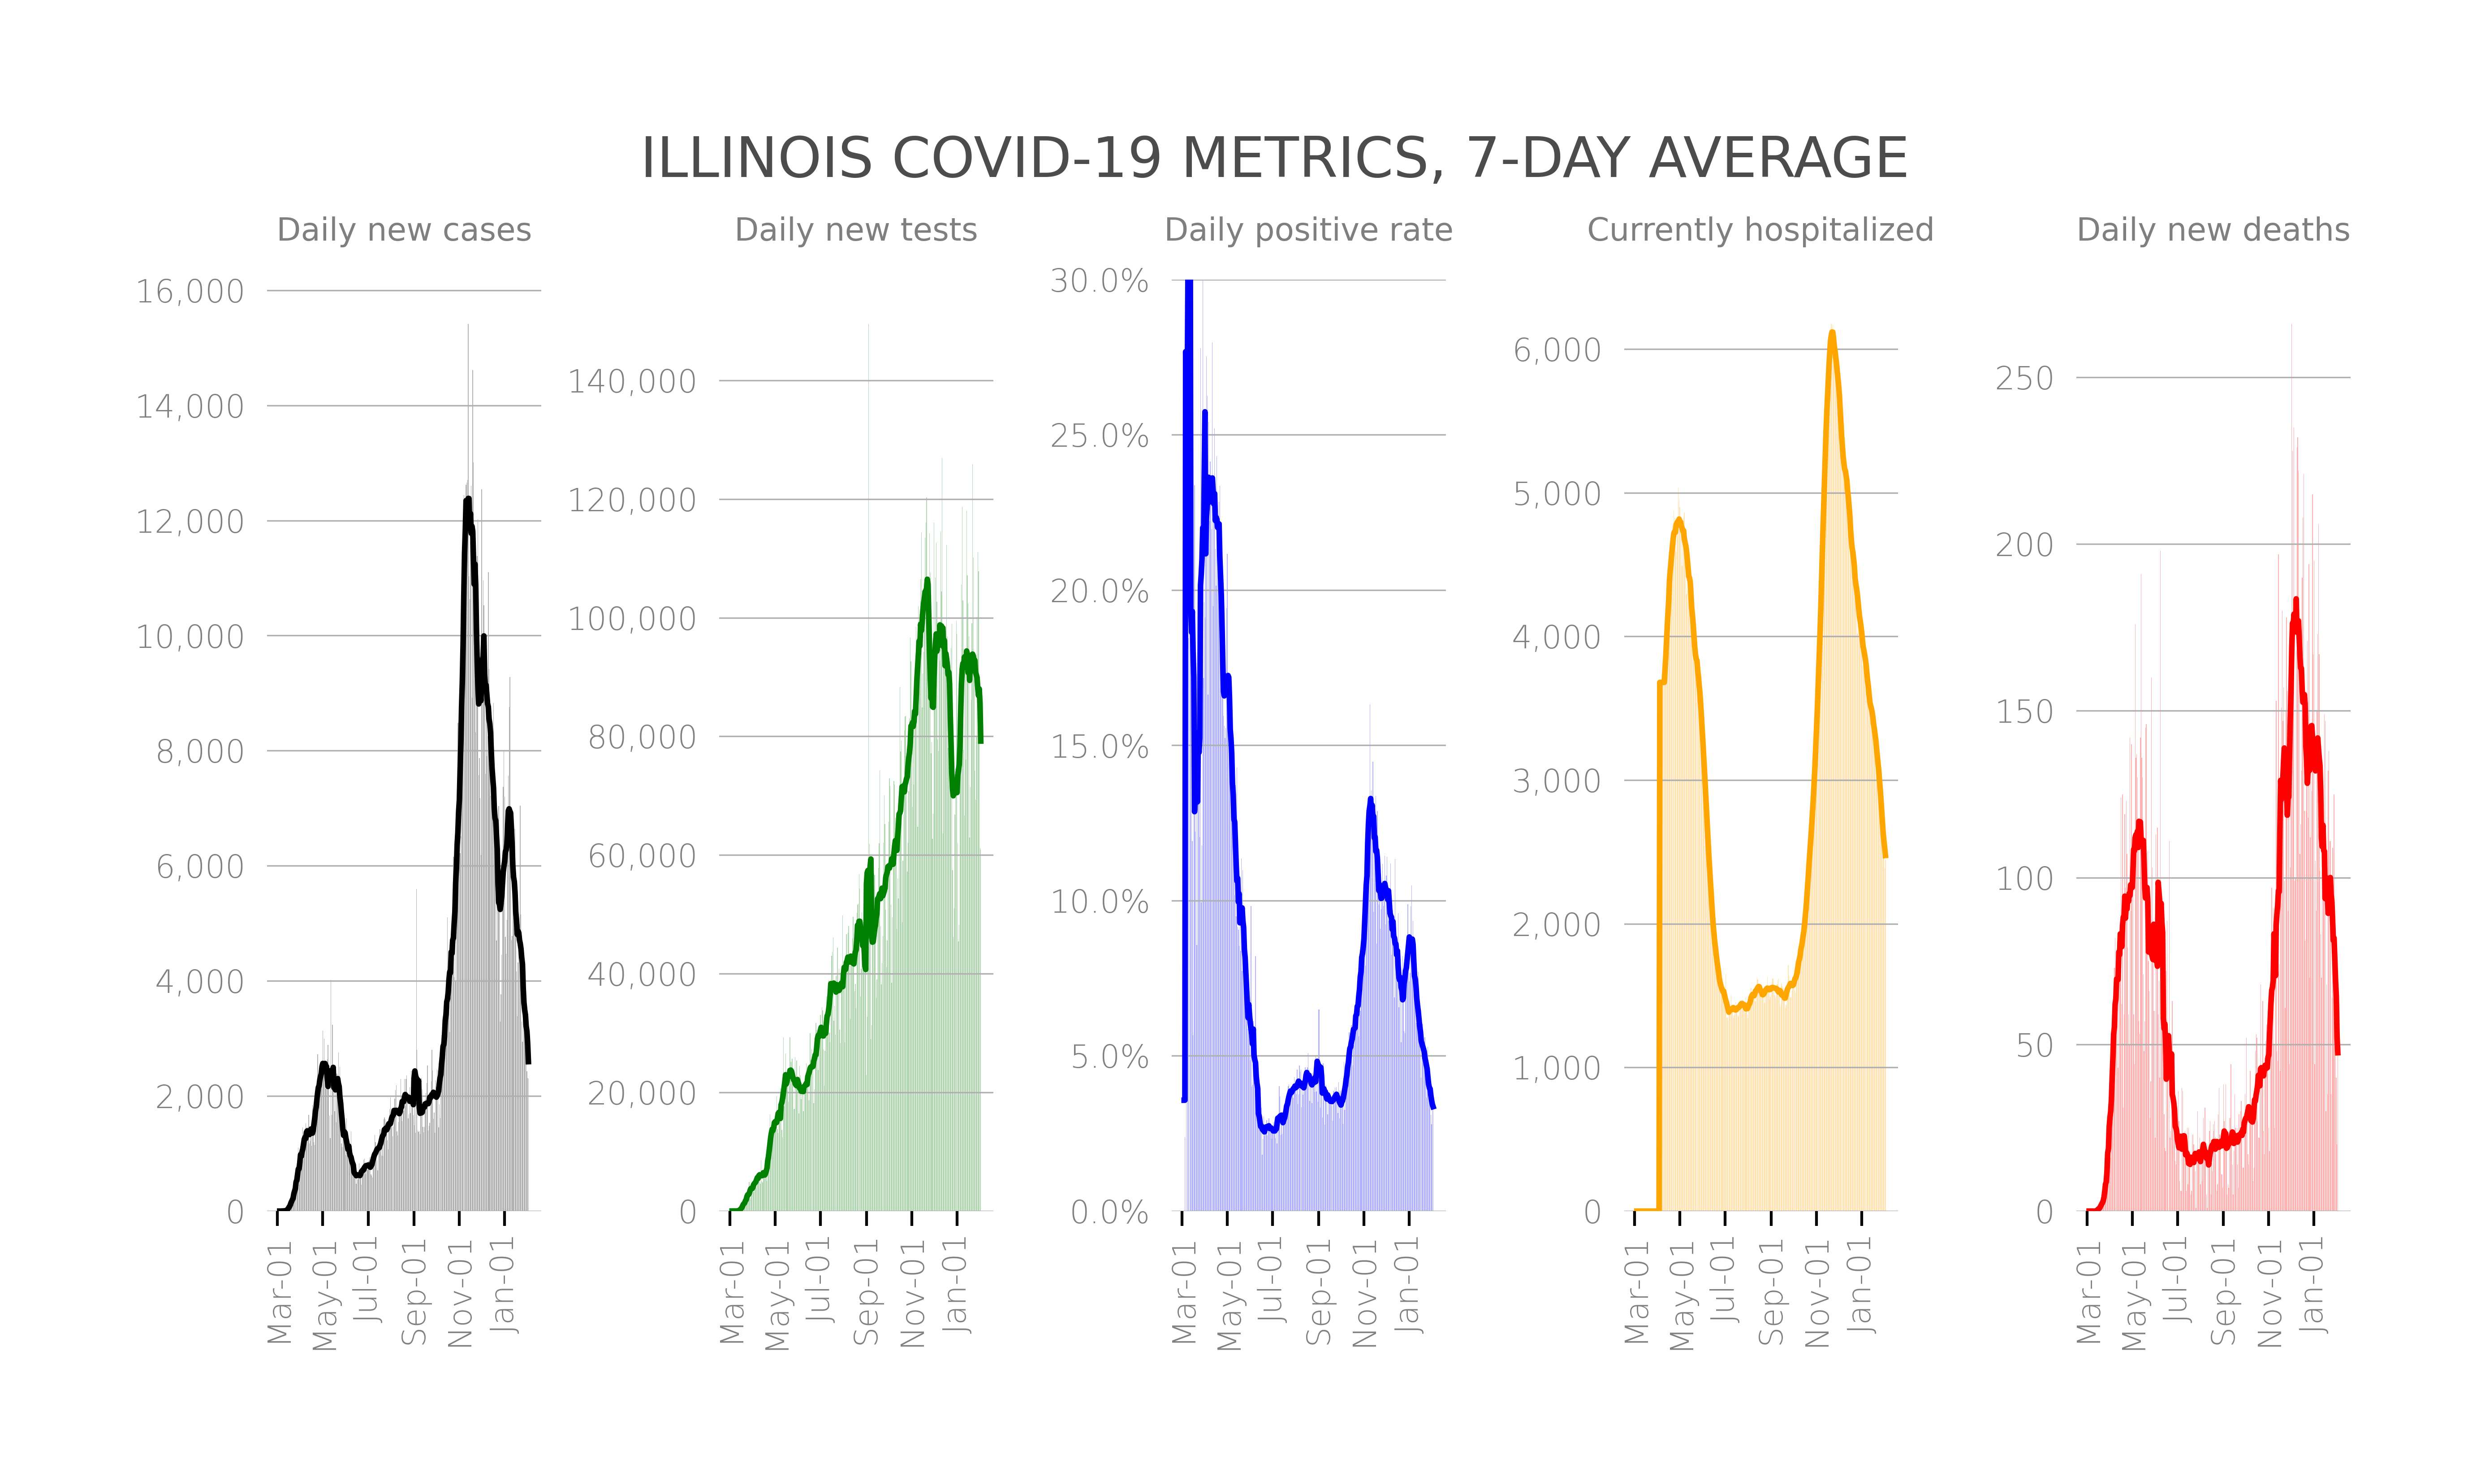 ILLINOIS COVID-19 METRICS, 7-DAY AVERAGE
Daily new cases
16,000
14,000
12,000
10,000
8,000
6,000
4,000
2,000
0
Mar-01
May-01
Jul-01
Sep-01
Nov-01
Jan-01
Daily new tests
140,000
120,000
100,000
80,000
60,000
40,000
20,000
0
Mar-01
May-01
Jul-01
Sep-01
Nov-01
Jan-01
Daily positive rate
30.0%
25.0%
20.0%
15.0%
10.0%
5.0%
0.0%
Mar-01
May-01
Jul-01
Sep-01
Nov-01
Jan-01
Currently hospitalized
6,000
5,000
4,000
3,000
2,000
1,000
0
Mar-01
May-01
Jul-01
Sep-01
Nov-01
Jan-01
Daily new deaths
250
200
150
100
50
0
Mar-01
May-01
Jul-01
Sep-01
Nov-01
Jan-01